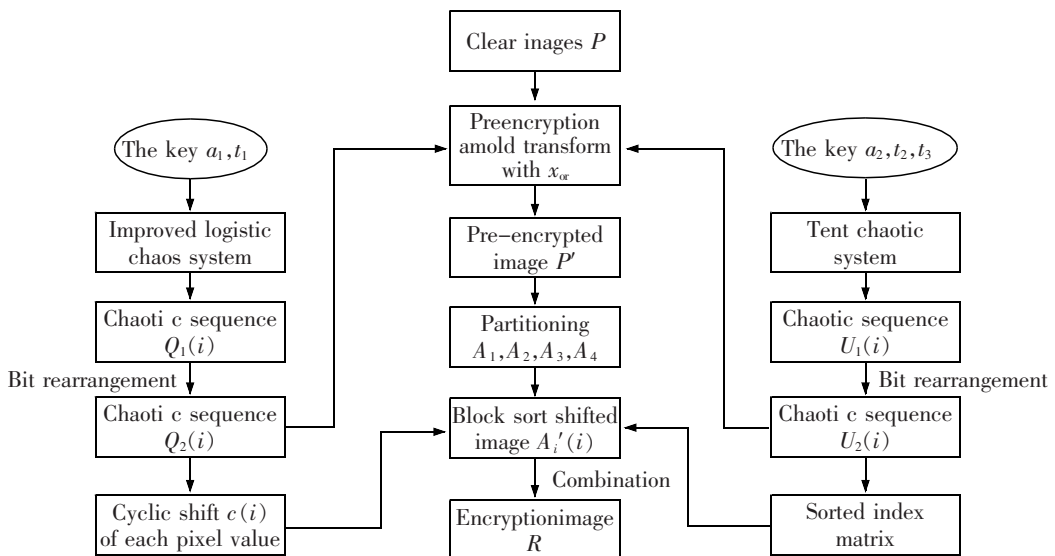 Clear images P
Preencryption
amold transform
with x_or
Pre-encrypted
image P′
Partitioning
A₁,A₂,A₃,A₄
Block sort shifted
image Aᵢ′(i)
Combination
Encryptionimage
R
The key a₁,t₁
Improved logistic
chaos system
Chaoti c sequence
Q₁(i)
Bit rearrangement
Chaoti c sequence
Q₂(i)
Cyclic shift c(i)
of each pixel value
The key a₂,t₂,t₃
Tent chaotic
system
Chaotic sequence
U₁(i)
Bit rearrangement
Chaoti c sequence
U₂(i)
Sorted index
matrix